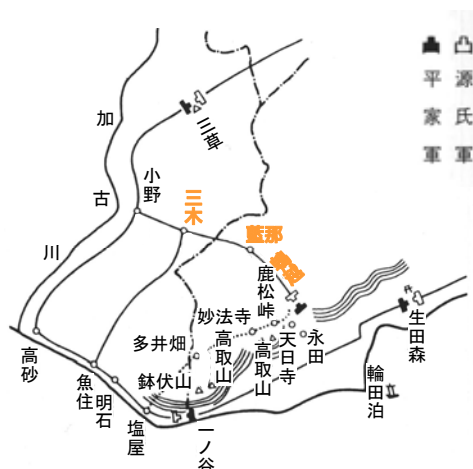 源氏軍
平家軍
加古川
三草
小野
三木
藍那
鹿松峠
妙法寺
多井畑
高取山
高取山
天日寺
永田
鉢伏山
生田森
輪田泊
高砂
魚住
明石
塩屋
一ノ谷